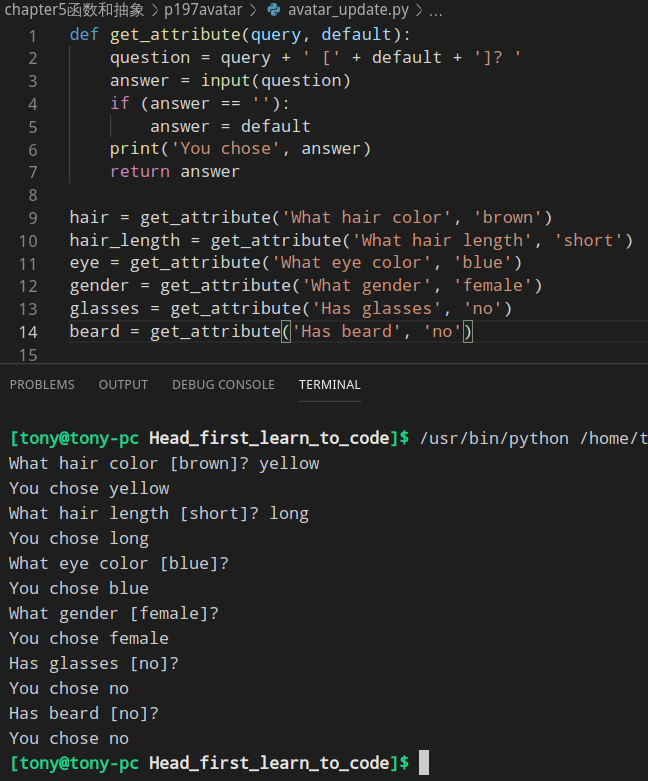 chapter5函数和抽象 > p197avatar > avatar_update.py > ...
1 def get_attribute(query, default):
2     question = query + ' [' + default + ']? '
3     answer = input(question)
4     if (answer == ''):
5         answer = default
6     print('You chose', answer)
7     return answer
8
9 hair = get_attribute('What hair color', 'brown')
10 hair_length = get_attribute('What hair length', 'short')
11 eye = get_attribute('What eye color', 'blue')
12 gender = get_attribute('What gender', 'female')
13 glasses = get_attribute('Has glasses', 'no')
14 beard = get_attribute('Has beard', 'no')
15
PROBLEMS OUTPUT DEBUG CONSOLE TERMINAL
[tony@tony-pc Head_first_learn_to_code]$ /usr/bin/python /home/t
What hair color [brown]? yellow
You chose yellow
What hair length [short]? long
You chose long
What eye color [blue]?
You chose blue
What gender [female]?
You chose female
Has glasses [no]?
You chose no
Has beard [no]?
You chose no
[tony@tony-pc Head_first_learn_to_code]$